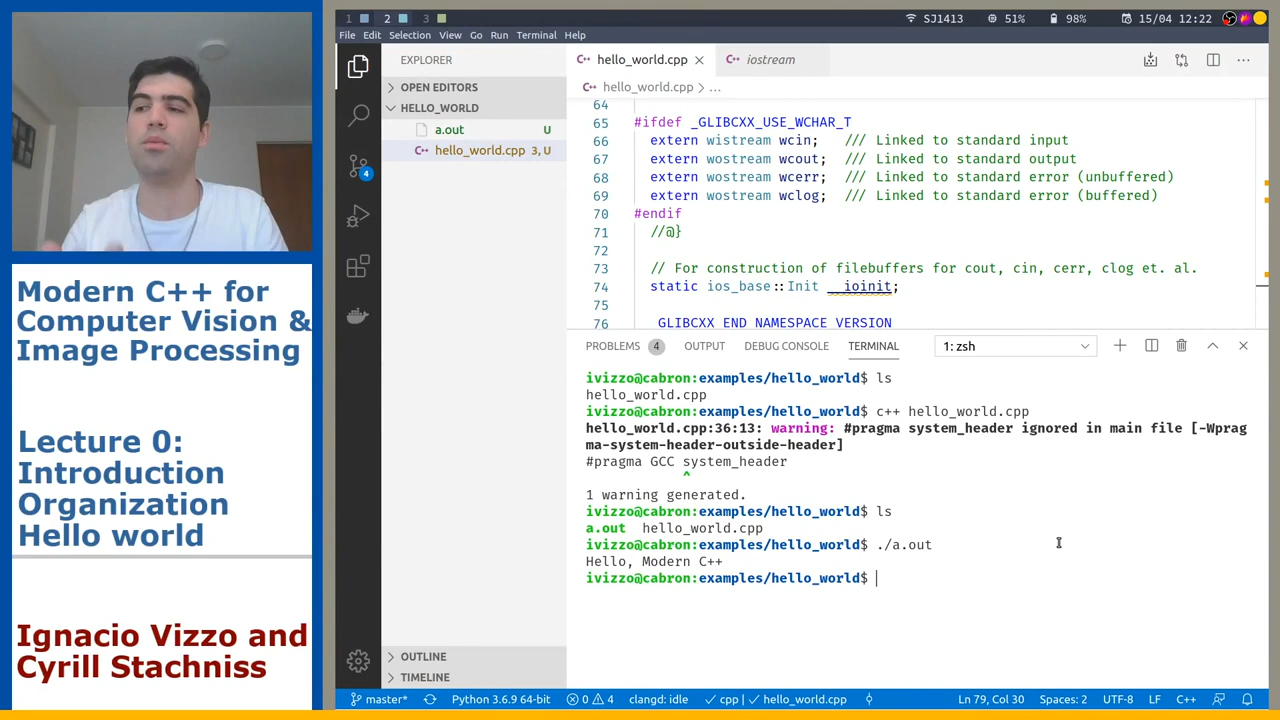 1 2 3
SJ1413 51% 98% 15/04 12:22
File Edit Selection View Go Run Terminal Help
EXPLORER
OPEN EDITORS
HELLO_WORLD
a.out U
hello_world.cpp 3, U
OUTLINE
TIMELINE
4
hello_world.cpp iostream
hello_world.cpp > ...
64
65 #ifdef _GLIBCXX_USE_WCHAR_T
66 extern wistream wcin; /// Linked to standard input
67 extern wostream wcout; /// Linked to standard output
68 extern wostream wcerr; /// Linked to standard error (unbuffered)
69 extern wostream wclog; /// Linked to standard error (buffered)
70 #endif
71 //@}
72
73 // For construction of filebuffers for cout, cin, cerr, clog et. al.
74 static ios_base::Init __ioinit;
75
76 _GLIBCXX_END_NAMESPACE_VERSION
PROBLEMS 4 OUTPUT DEBUG CONSOLE TERMINAL 1: zsh
ivizzo@cabron:examples/hello_world$ ls
hello_world.cpp
ivizzo@cabron:examples/hello_world$ c++ hello_world.cpp
hello_world.cpp:36:13: warning: #pragma system_header ignored in main file [-Wprag
ma-system-header-outside-header]
#pragma GCC system_header
^
1 warning generated.
ivizzo@cabron:examples/hello_world$ ls
a.out hello_world.cpp
ivizzo@cabron:examples/hello_world$ ./a.out
Hello, Modern C++
ivizzo@cabron:examples/hello_world$
master* Python 3.6.9 64-bit 0 4 clangd: idle cpp | hello_world.cpp Ln 79, Col 30 Spaces: 2 UTF-8 LF C++
Modern C++ for
Computer Vision &
Image Processing
Lecture 0:
Introduction
Organization
Hello world
Ignacio Vizzo and
Cyrill Stachniss